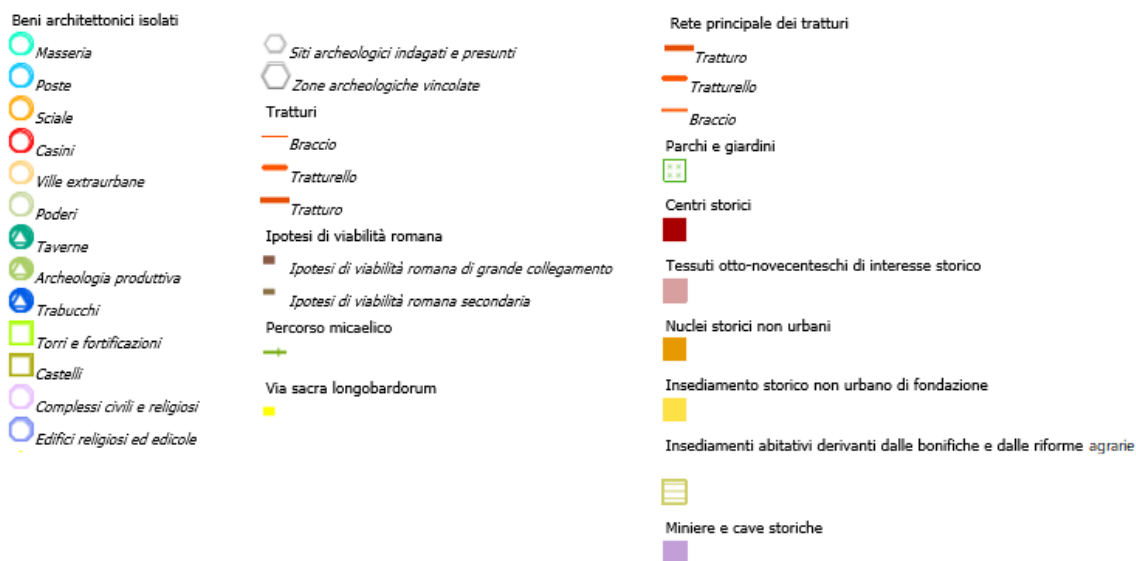 Beni architettonici isolati
Masseria
Poste
Sciale
Casini
Ville extraurbane
Poderi
Taverne
Archeologia produttiva
Trabucchi
Torri e fortificazioni
Castelli
Complessi civili e religiosi
Edifici religiosi ed edicole
Siti archeologici indagati e presunti
Zone archeologiche vincolate
Tratturi
Braccio
Tratturello
Tratturo
Ipotesi di viabilità romana
Ipotesi di viabilità romana di grande collegamento
Ipotesi di viabilità romana secondaria
Percorso micaelico
Via sacra longobardorum
Rete principale dei tratturi
Tratturo
Tratturello
Braccio
Parchi e giardini
Centri storici
Tessuti otto-novecenteschi di interesse storico
Nuclei storici non urbani
Insediamento storico non urbano di fondazione
Insediamenti abitativi derivanti dalle bonifiche e dalle riforme agrarie
Miniere e cave storiche